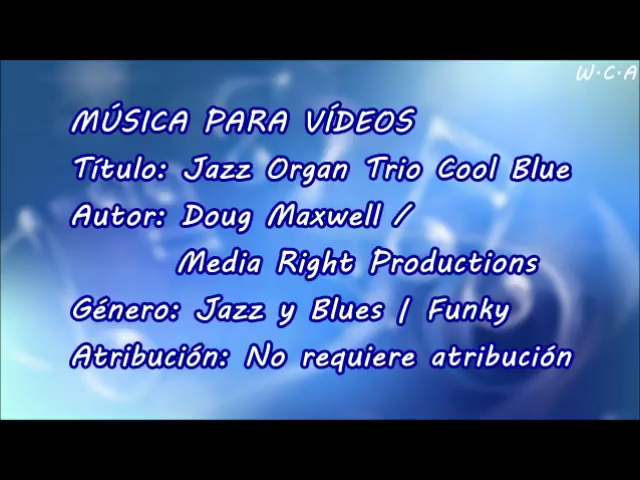 W·C·A
MÚSICA PARA VÍDEOS
Título: Jazz Organ Trio Cool Blue
Autor: Doug Maxwell /
Media Right Productions
Género: Jazz y Blues / Funky
Atribución: No requiere atribución